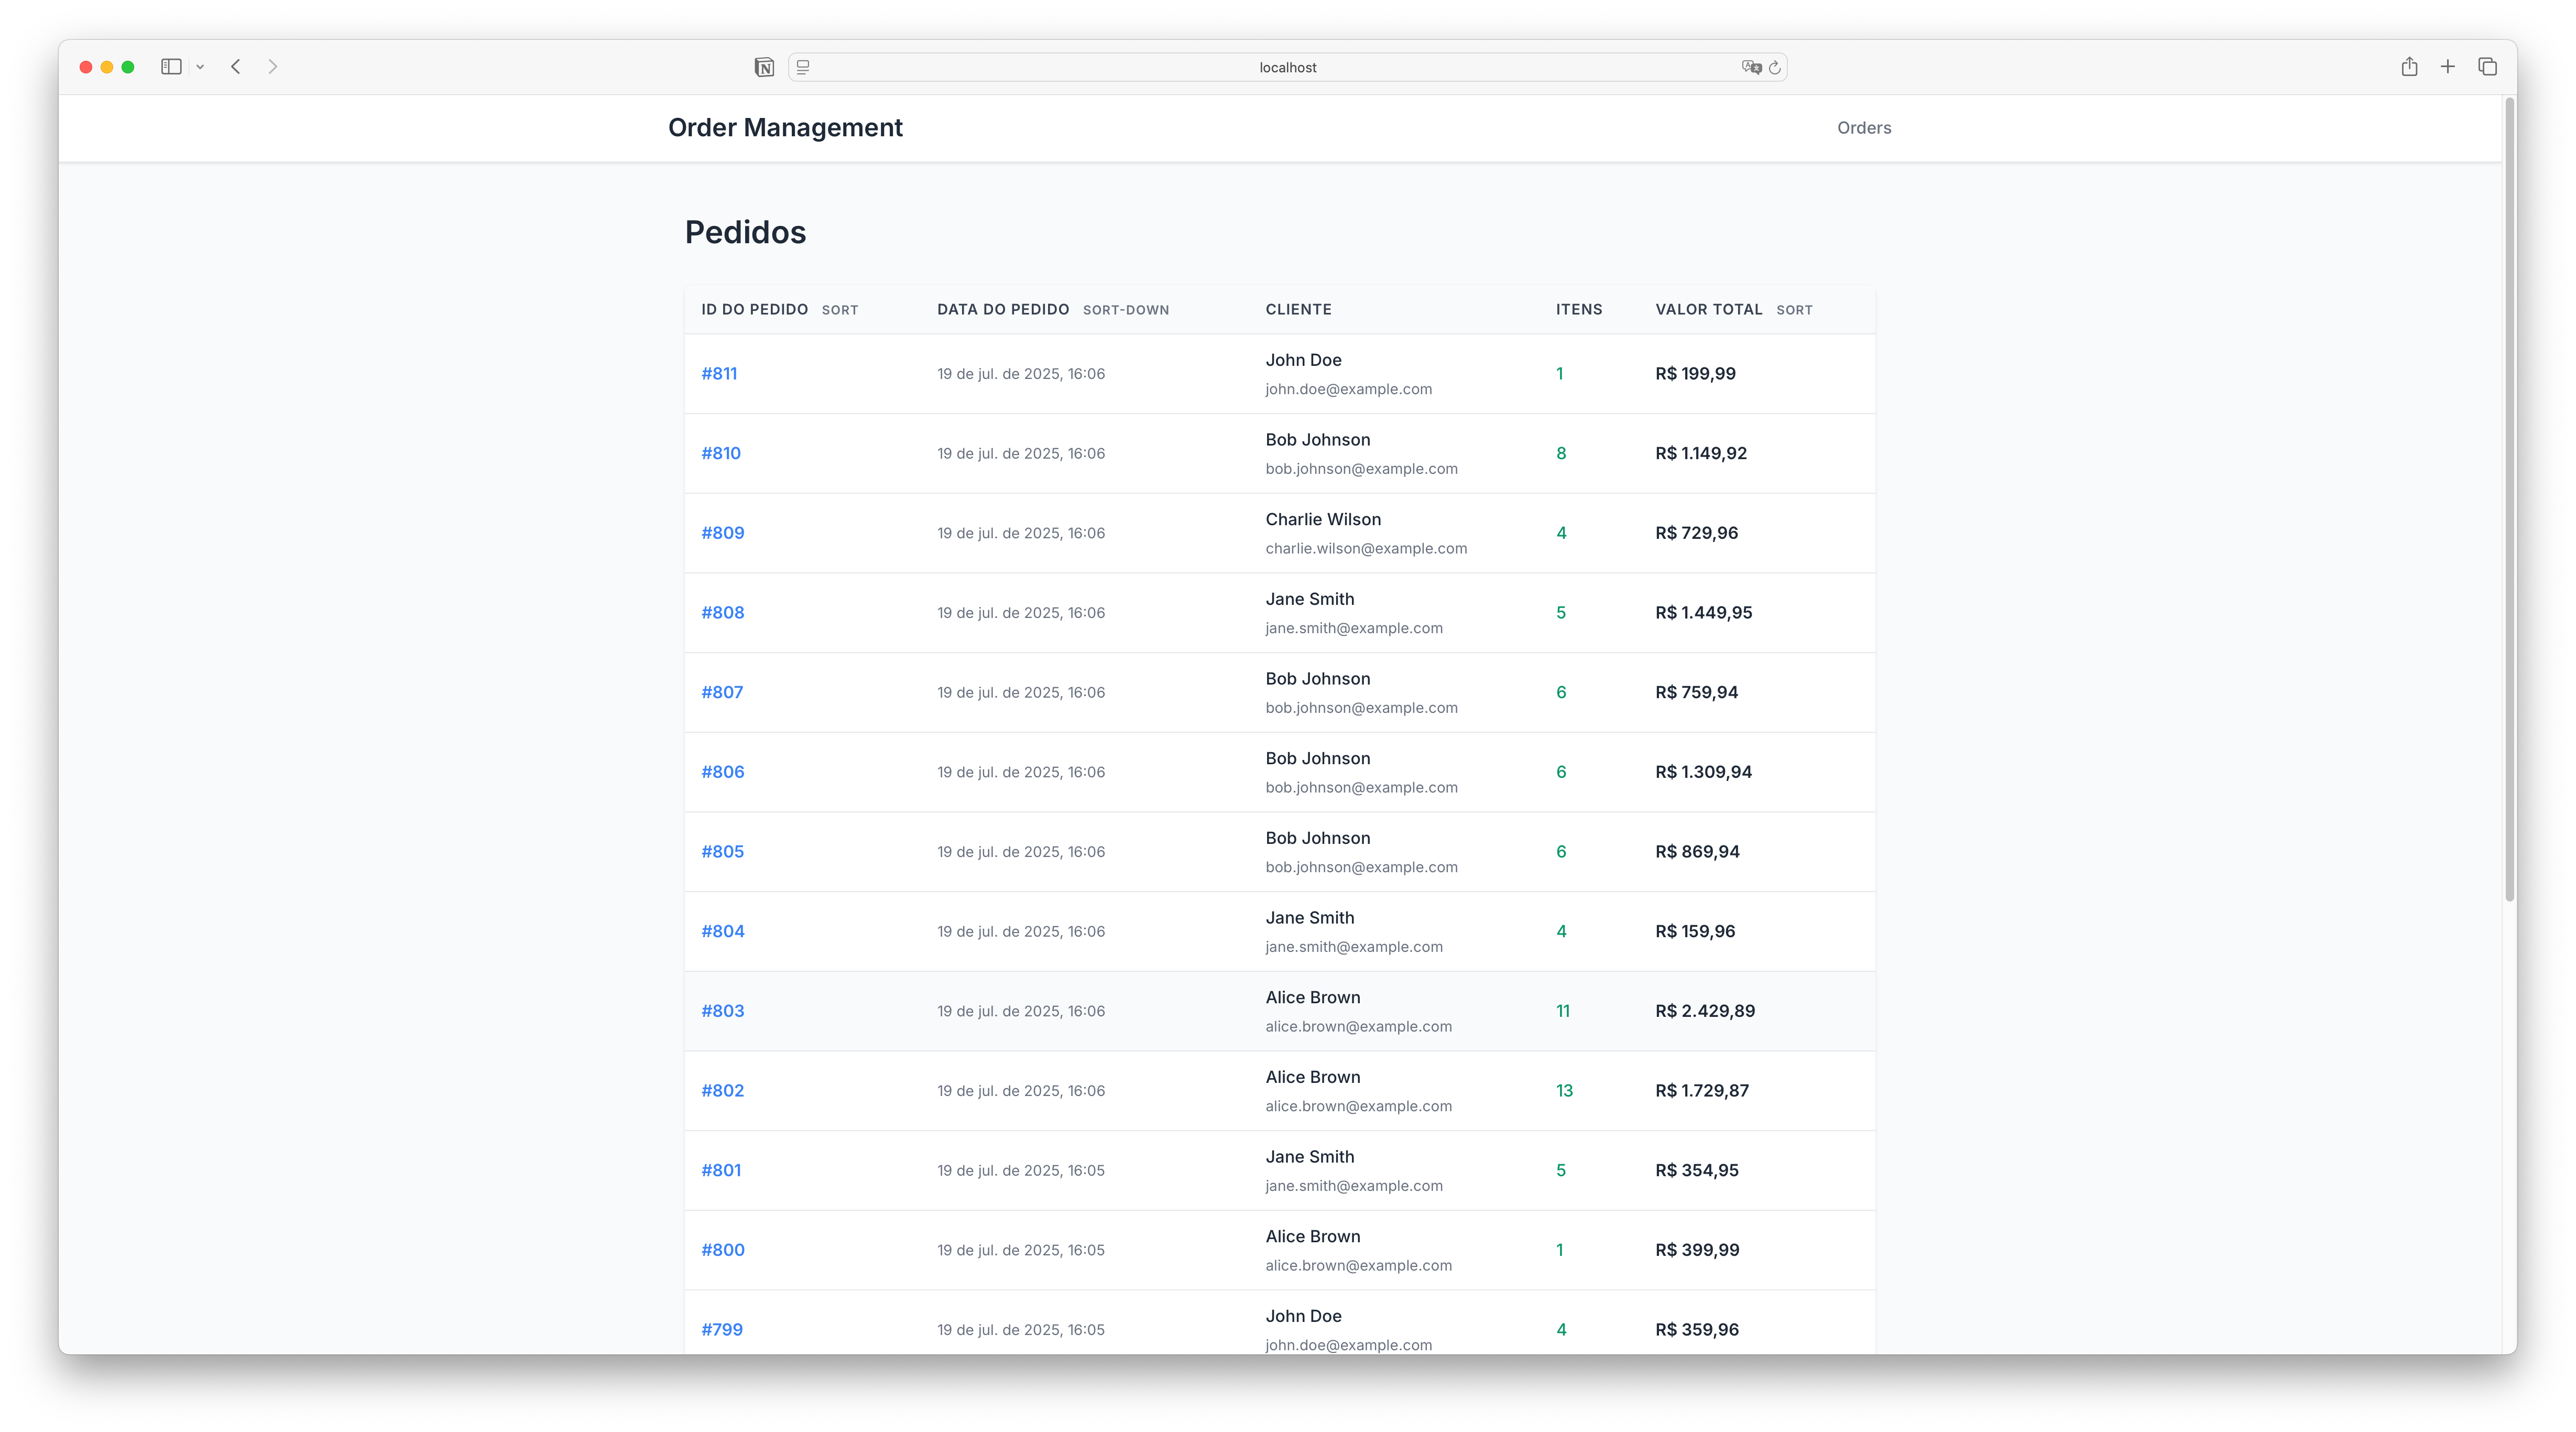 localhost
Order Management Orders
Pedidos
ID DO PEDIDO SORT DATA DO PEDIDO SORT-DOWN CLIENTE ITENS VALOR TOTAL SORT
#811 19 de jul. de 2025, 16:06 John Doe 1 R$ 199,99
john.doe@example.com
#810 19 de jul. de 2025, 16:06 Bob Johnson 8 R$ 1.149,92
bob.johnson@example.com
#809 19 de jul. de 2025, 16:06 Charlie Wilson 4 R$ 729,96
charlie.wilson@example.com
#808 19 de jul. de 2025, 16:06 Jane Smith 5 R$ 1.449,95
jane.smith@example.com
#807 19 de jul. de 2025, 16:06 Bob Johnson 6 R$ 759,94
bob.johnson@example.com
#806 19 de jul. de 2025, 16:06 Bob Johnson 6 R$ 1.309,94
bob.johnson@example.com
#805 19 de jul. de 2025, 16:06 Bob Johnson 6 R$ 869,94
bob.johnson@example.com
#804 19 de jul. de 2025, 16:06 Jane Smith 4 R$ 159,96
jane.smith@example.com
#803 19 de jul. de 2025, 16:06 Alice Brown 11 R$ 2.429,89
alice.brown@example.com
#802 19 de jul. de 2025, 16:06 Alice Brown 13 R$ 1.729,87
alice.brown@example.com
#801 19 de jul. de 2025, 16:05 Jane Smith 5 R$ 354,95
jane.smith@example.com
#800 19 de jul. de 2025, 16:05 Alice Brown 1 R$ 399,99
alice.brown@example.com
#799 19 de jul. de 2025, 16:05 John Doe 4 R$ 359,96
john.doe@example.com